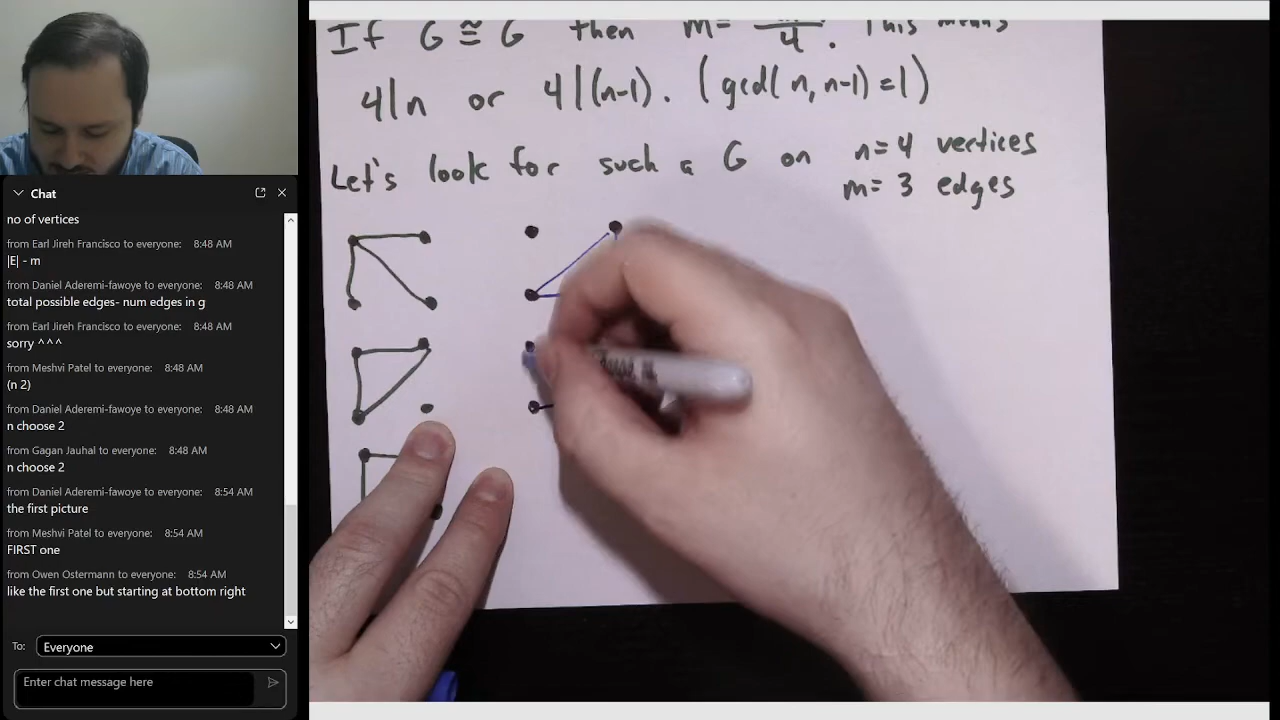 Chat
no of vertices
from Earl Jireh Francisco to everyone: 8:48 AM
|E| - m
from Daniel Aderemi-fawoye to everyone: 8:48 AM
total possible edges- num edges in g
from Earl Jireh Francisco to everyone: 8:48 AM
sorry ^^^
from Meshvi Patel to everyone: 8:48 AM
(n 2)
from Daniel Aderemi-fawoye to everyone: 8:48 AM
n choose 2
from Gagan Jauhal to everyone: 8:48 AM
n choose 2
from Daniel Aderemi-fawoye to everyone: 8:54 AM
the first picture
from Meshvi Patel to everyone: 8:54 AM
FIRST one
from Owen Ostermann to everyone: 8:54 AM
like the first one but starting at bottom right
To: Everyone
Enter chat message here
If G ≅ G then m= 4. This means
4|n or 4|(n-1). (gcd(n, n-1)=1)
Let's look for such a G on n=4 vertices
m= 3 edges